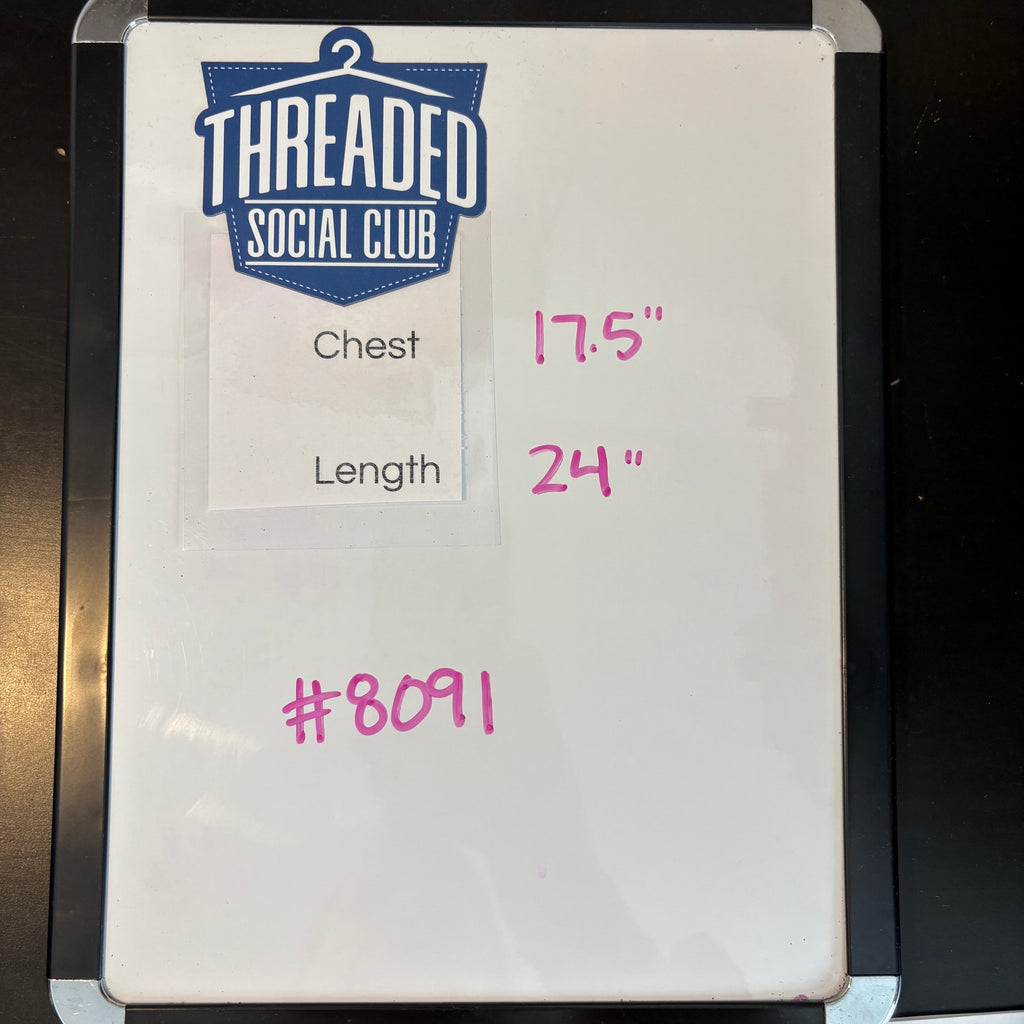 THREADED
SOCIAL CLUB
Chest 17.5"
Length 24"
#8091